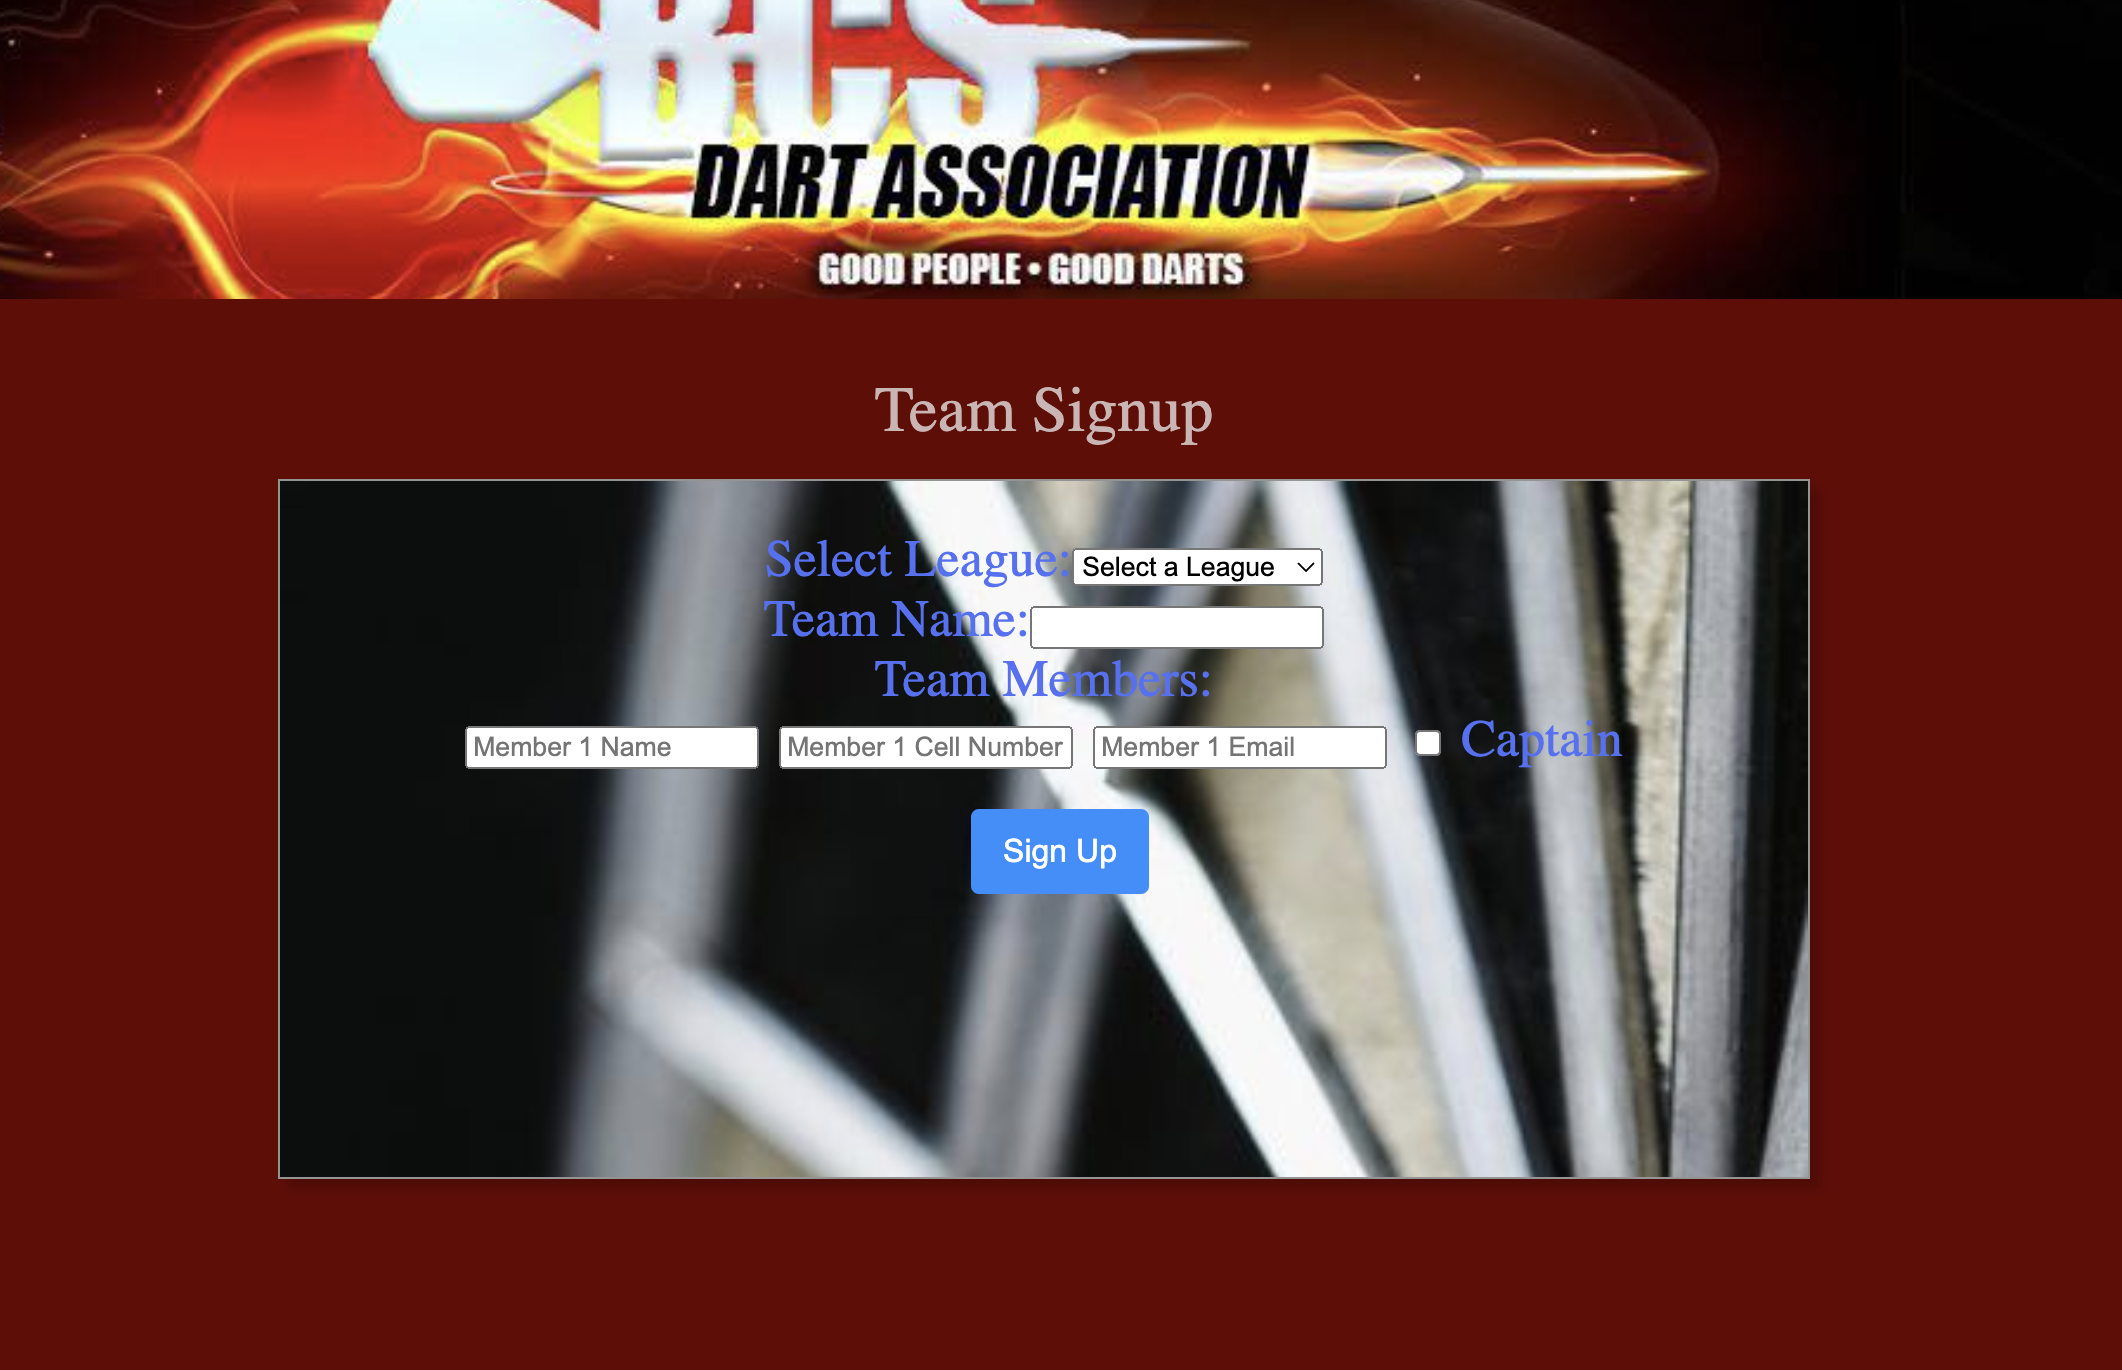 BCS
DART ASSOCIATION
GOOD PEOPLE • GOOD DARTS
Team Signup
Select League: Select a League
Team Name:
Team Members:
Member 1 Name Member 1 Cell Number Member 1 Email Captain
Sign Up